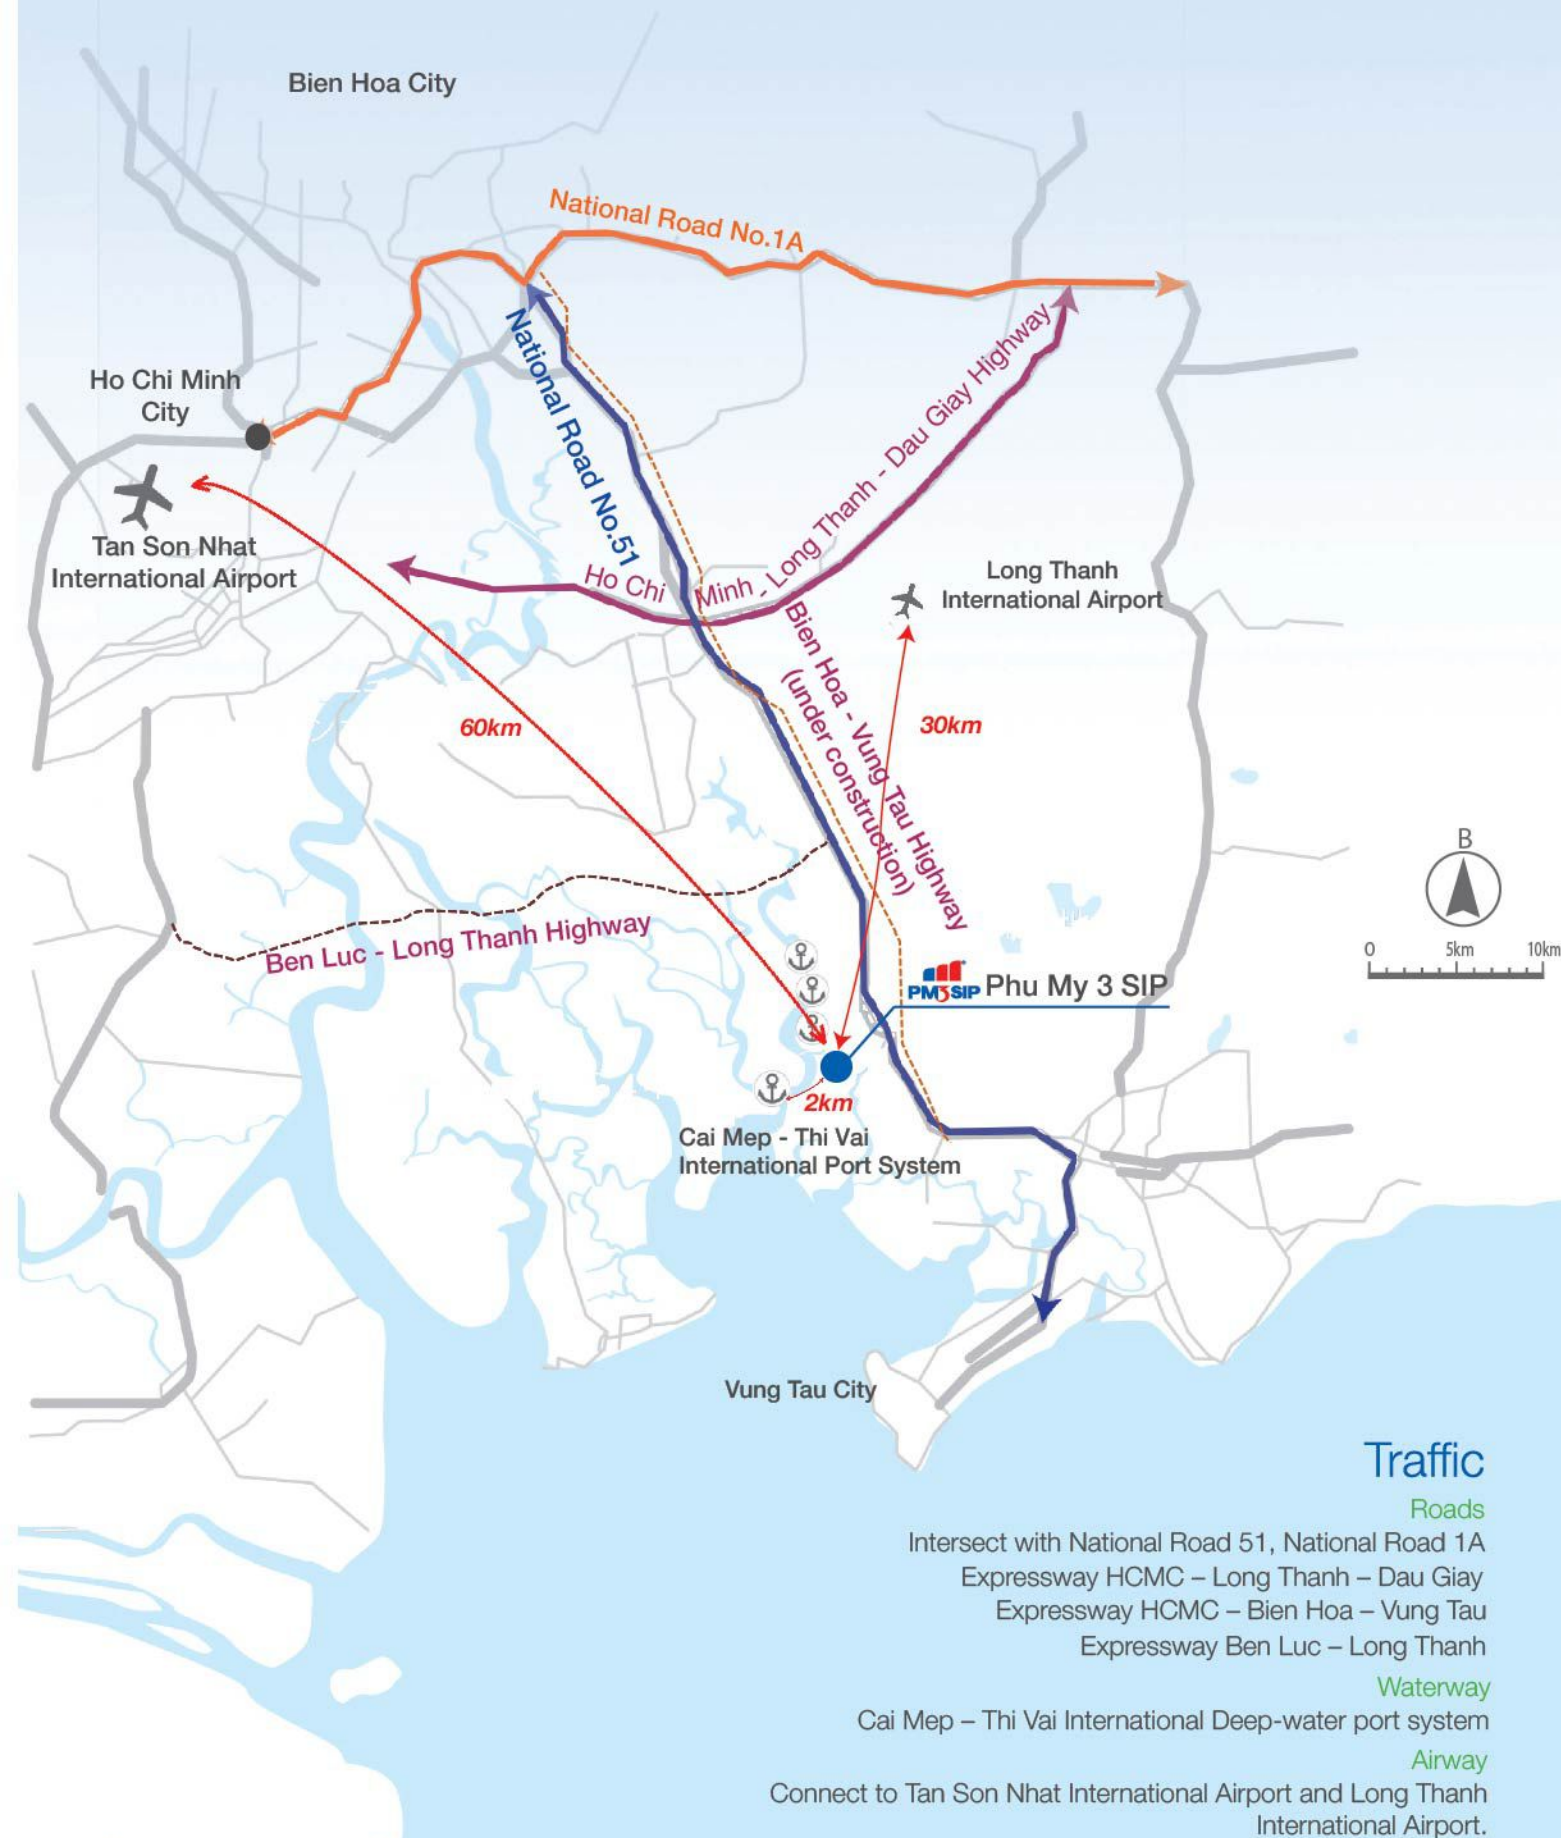 Bien Hoa City
National Road No.1A
National Road No.51
Ho Chi Minh
City
Tan Son Nhat
International Airport
Ho Chi Minh - Long Thanh - Dau Giay Highway
Long Thanh
International Airport
Bien Hoa - Vung Tau Highway
(under construction)
60km
30km
B
0 5km 10km
Ben Luc - Long Thanh Highway
PM3SIP Phu My 3 SIP
2km
Cai Mep - Thi Vai
International Port System
Vung Tau City
Traffic
Roads
Intersect with National Road 51, National Road 1A
Expressway HCMC – Long Thanh – Dau Giay
Expressway HCMC – Bien Hoa – Vung Tau
Expressway Ben Luc – Long Thanh
Waterway
Cai Mep – Thi Vai International Deep-water port system
Airway
Connect to Tan Son Nhat International Airport and Long Thanh
International Airport.